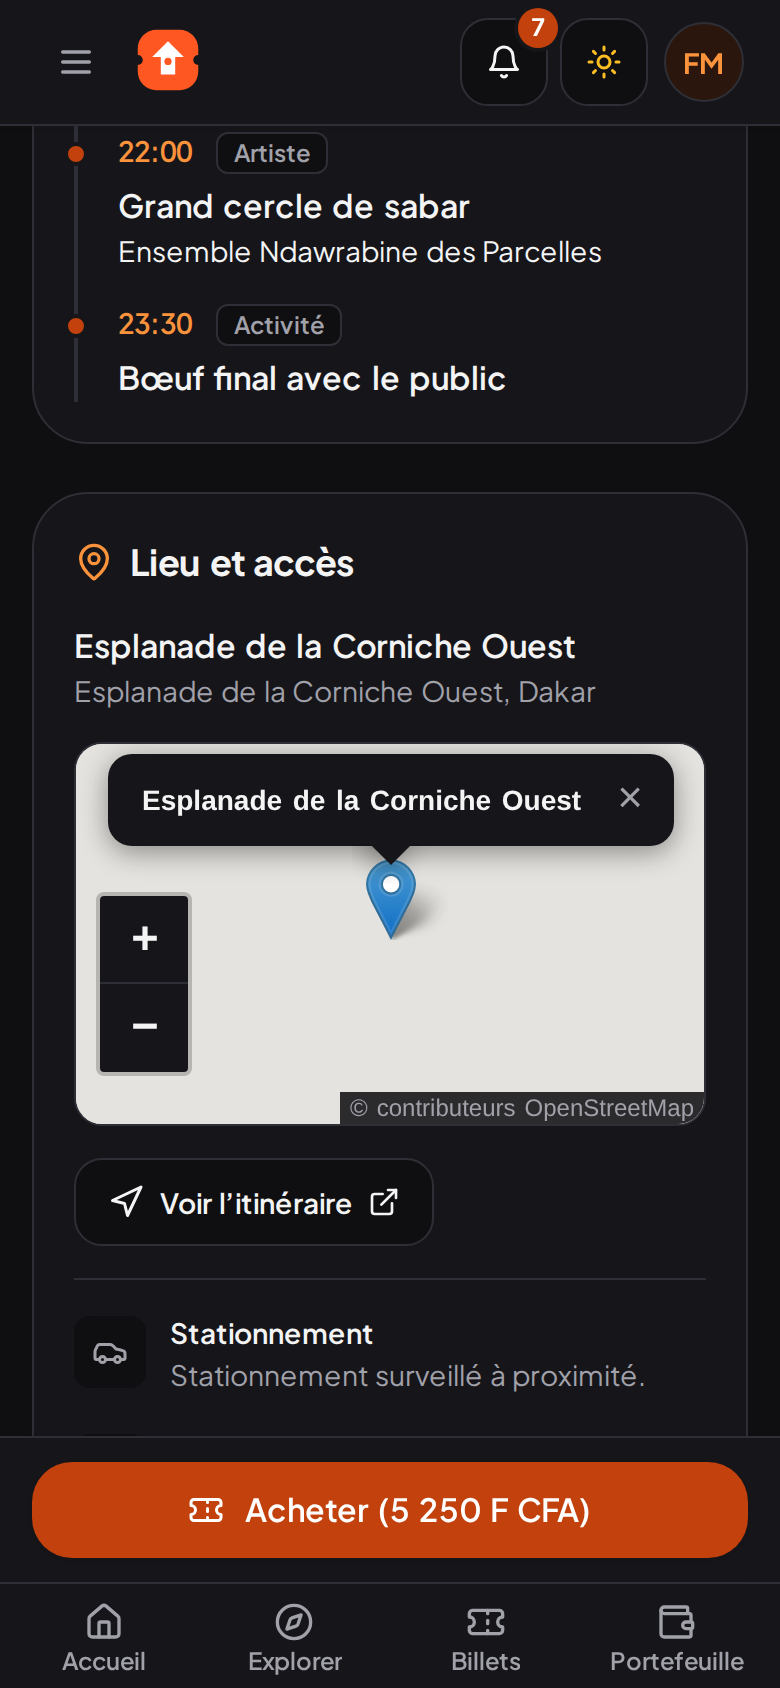 7
FM
22:00 Artiste
Grand cercle de sabar
Ensemble Ndawrabine des Parcelles
23:30 Activité
Bœuf final avec le public
Lieu et accès
Esplanade de la Corniche Ouest
Esplanade de la Corniche Ouest, Dakar
Esplanade de la Corniche Ouest ×
+
−
© contributeurs OpenStreetMap
Voir l’itinéraire
Stationnement
Stationnement surveillé à proximité.
Acheter (5 250 F CFA)
Accueil Explorer Billets Portefeuille